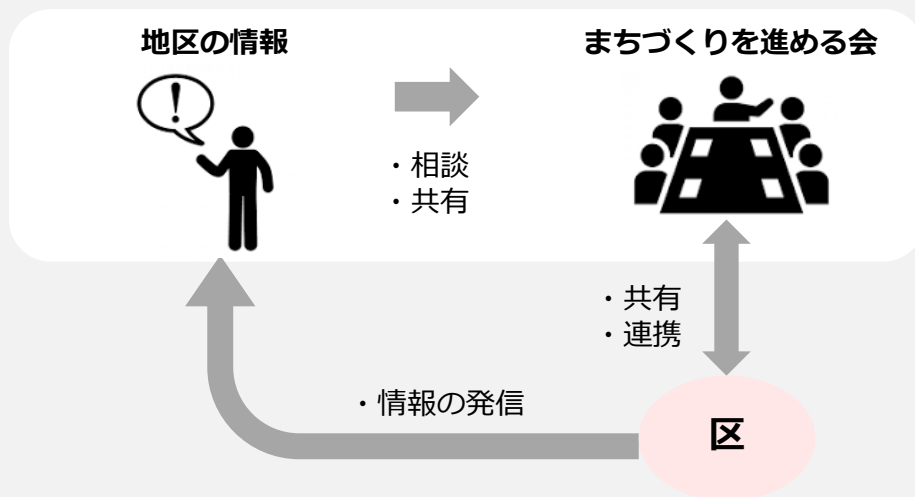 地区の情報
まちづくりを進める会
!
・相談
・共有
・共有
・連携
・情報の発信
区